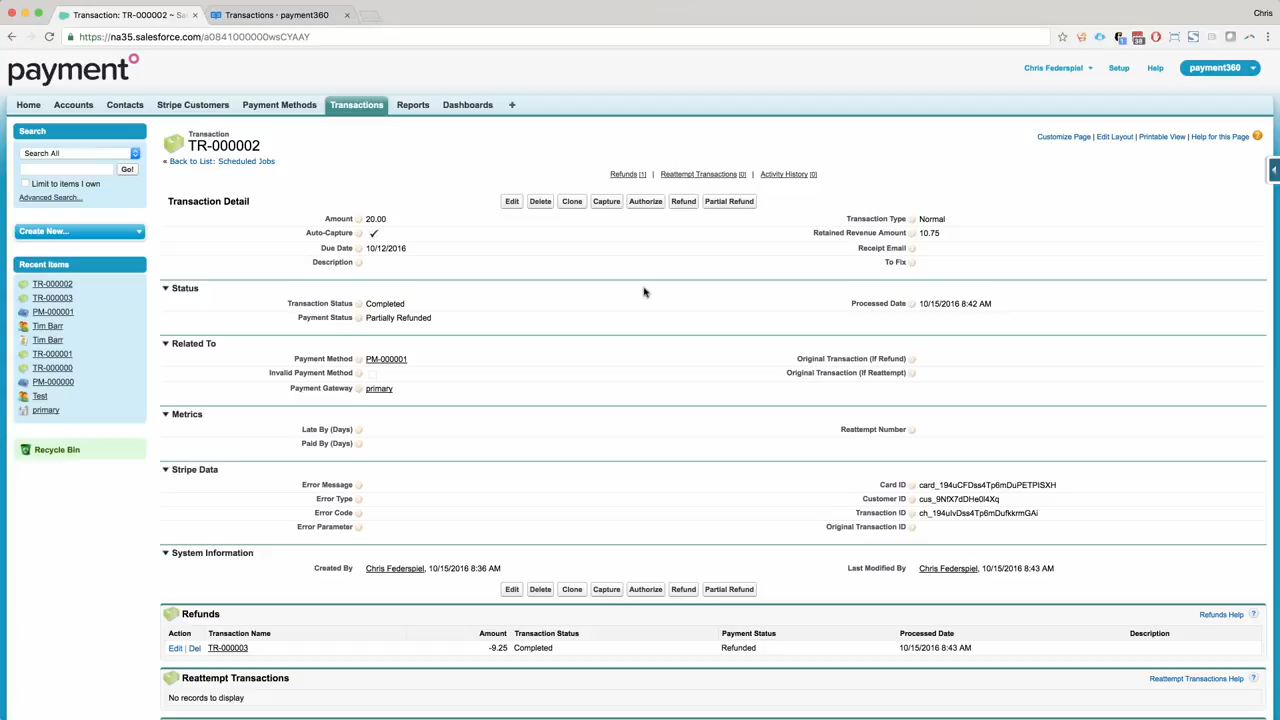 Transaction: TR-000002 ~ Sa
Transactions · payment360
Chris
https://na35.salesforce.com/a0841000000wsCYAAY
payment
Chris Federspiel
Setup
Help
payment360
Home
Accounts
Contacts
Stripe Customers
Payment Methods
Transactions
Reports
Dashboards
+
Search
Search All
Go!
Limit to items I own
Advanced Search...
Create New...
Recent Items
TR-000002
TR-000003
PM-000001
Tim Barr
Tim Barr
TR-000001
TR-000000
PM-000000
Test
primary
Recycle Bin
Transaction
TR-000002
« Back to List: Scheduled Jobs
Customize Page | Edit Layout | Printable View | Help for this Page ?
Refunds [1] | Reattempt Transactions [0] | Activity History [0]
Transaction Detail
Edit Delete Clone Capture Authorize Refund Partial Refund
Amount 20.00
Transaction Type Normal
Auto-Capture ✓
Retained Revenue Amount 10.75
Due Date 10/12/2016
Receipt Email
Description
To Fix
Status
Transaction Status Completed
Processed Date 10/15/2016 8:42 AM
Payment Status Partially Refunded
Related To
Payment Method PM-000001
Original Transaction (If Refund)
Invalid Payment Method
Original Transaction (If Reattempt)
Payment Gateway primary
Metrics
Late By (Days)
Reattempt Number
Paid By (Days)
Stripe Data
Error Message
Card ID card_194uCFDss4Tp6mDuPETPISXH
Error Type
Customer ID cus_9NfX7dDHe0l4Xq
Error Code
Transaction ID ch_194uIvDss4Tp6mDufkkrmGAi
Error Parameter
Original Transaction ID
System Information
Created By Chris Federspiel, 10/15/2016 8:36 AM
Last Modified By Chris Federspiel, 10/15/2016 8:43 AM
Edit Delete Clone Capture Authorize Refund Partial Refund
Refunds
Refunds Help ?
Action Transaction Name Amount Transaction Status Payment Status Processed Date Description
Edit | Del TR-000003 -9.25 Completed Refunded 10/15/2016 8:43 AM
Reattempt Transactions
Reattempt Transactions Help ?
No records to display